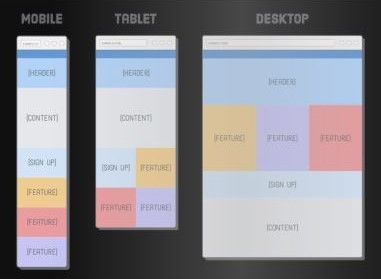 MOBILE
TABLET
DESKTOP
[HEADER]
[CONTENT]
[SIGN UP]
[FEATURE]
[FEATURE]
[FEATURE]
[HEADER]
[CONTENT]
[SIGN UP]
[FEATURE]
[FEATURE]
[FEATURE]
[HEADER]
[FEATURE]
[FEATURE]
[FEATURE]
[SIGN UP]
[CONTENT]